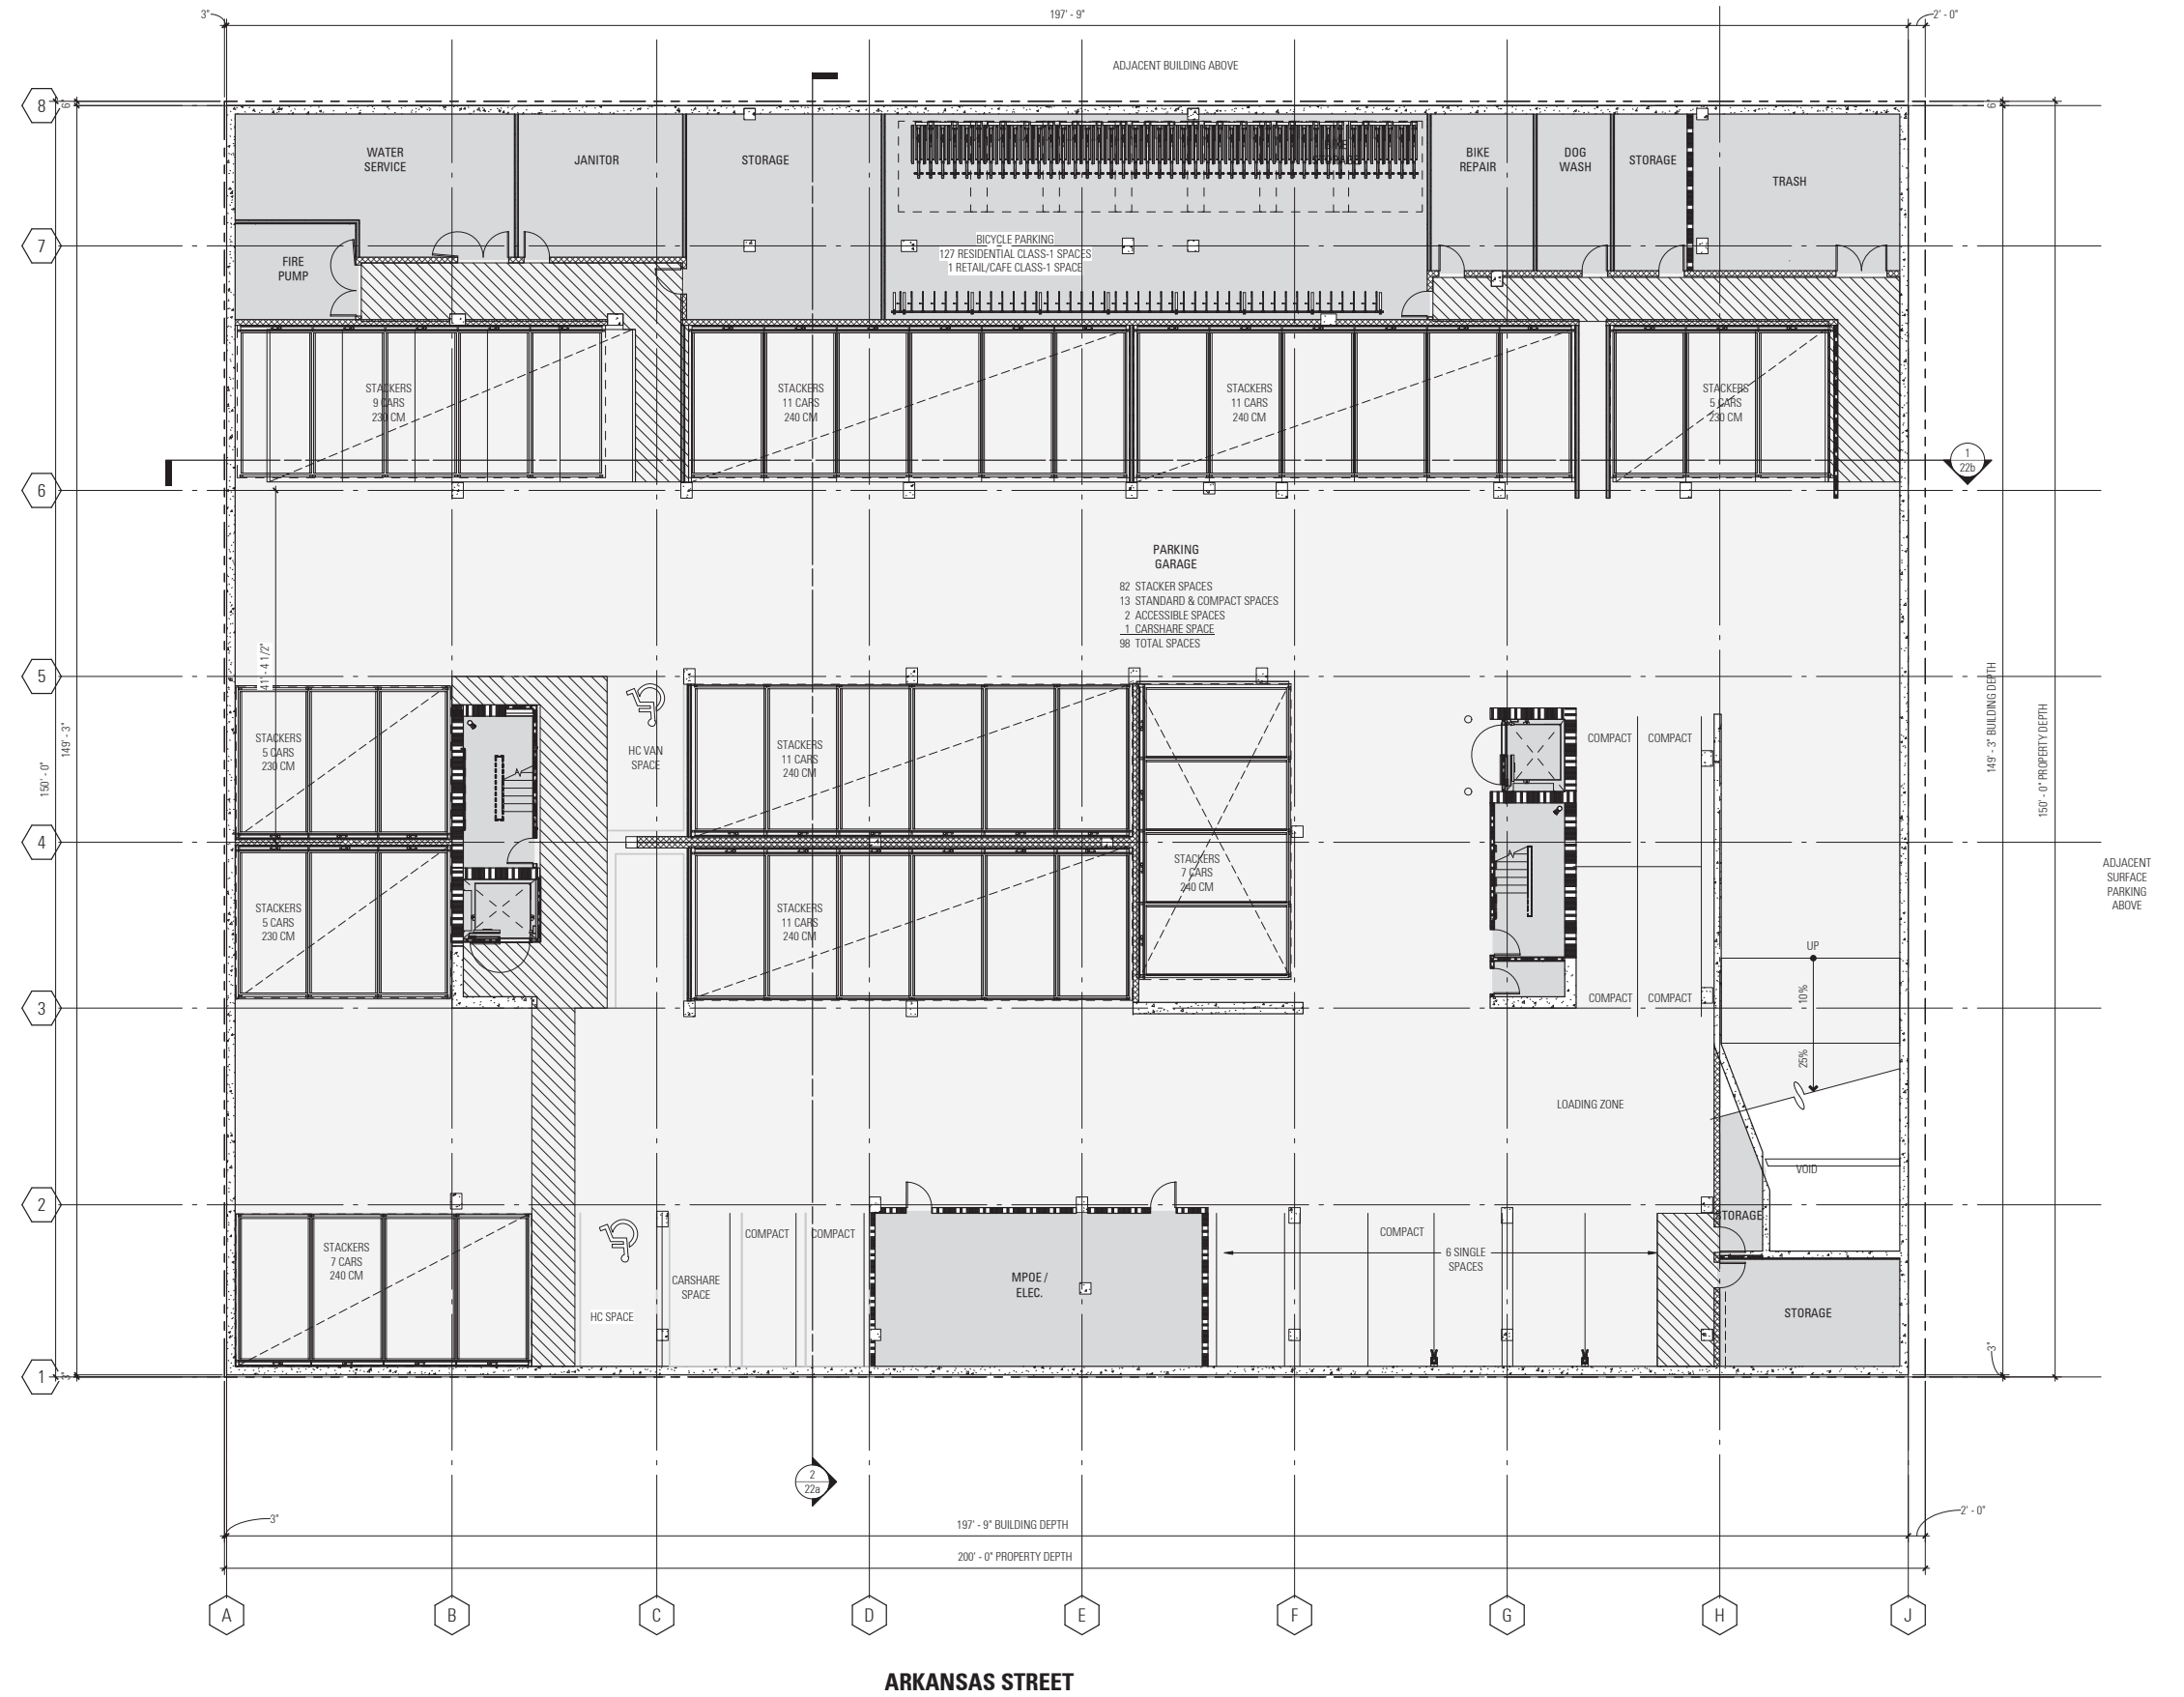 3"
197' - 9"
2' - 0"
ADJACENT BUILDING ABOVE
8
6"
6"
WATER
SERVICE
JANITOR
STORAGE
BIKE
REPAIR
DOG
WASH
STORAGE
TRASH
7
BICYCLE PARKING
127 RESIDENTIAL CLASS-1 SPACES
1 RETAIL/CAFE CLASS-1 SPACE
FIRE
PUMP
STACKERS
9 CARS
230 CM
STACKERS
11 CARS
240 CM
STACKERS
11 CARS
240 CM
STACKERS
5 CARS
230 CM
1
22b
6
PARKING
GARAGE
82 STACKER SPACES
13 STANDARD & COMPACT SPACES
2 ACCESSIBLE SPACES
1 CARSHARE SPACE
98 TOTAL SPACES
41' - 4 1/2"
5
149' - 3"
150' - 0"
149' - 3" BUILDING DEPTH
150' - 0" PROPERTY DEPTH
STACKERS
5 CARS
230 CM
HC VAN
SPACE
STACKERS
11 CARS
240 CM
COMPACT
COMPACT
4
STACKERS
7 CARS
240 CM
ADJACENT
SURFACE
PARKING
ABOVE
STACKERS
5 CARS
230 CM
STACKERS
11 CARS
240 CM
UP
10%
25%
COMPACT
COMPACT
3
LOADING ZONE
VOID
2
STORAGE
STACKERS
7 CARS
240 CM
HC SPACE
CARSHARE
SPACE
COMPACT
COMPACT
MPOE /
ELEC.
COMPACT
6 SINGLE
SPACES
STORAGE
1
3"
3"
2
22a
3"
197' - 9" BUILDING DEPTH
2' - 0"
200' - 0" PROPERTY DEPTH
A
B
C
D
E
F
G
H
J
ARKANSAS STREET